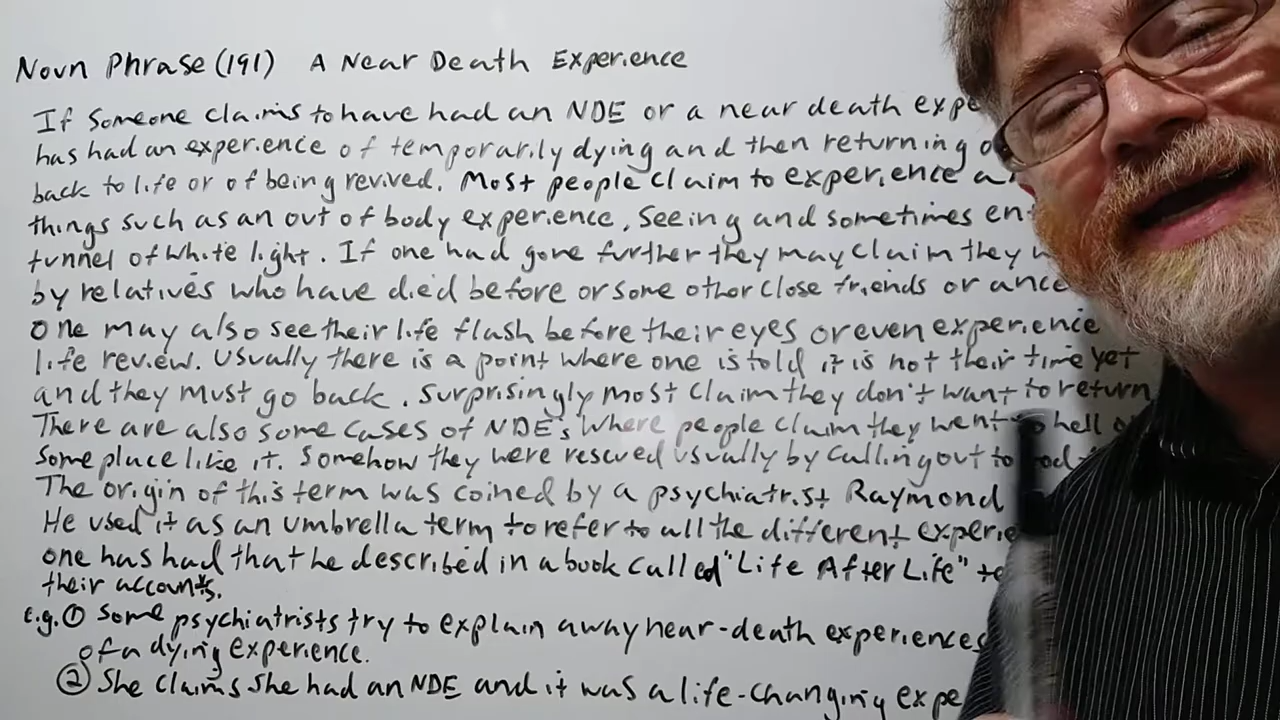 Noun Phrase (191) A Near Death Experience
If someone claims to have had an NDE or a near death
has had an experience of temporarily dying and then returning
back to life or of being revived. Most people claim to experience
things such as an out of body experience, seeing and sometimes
tunnel of white light. If one had gone further they may claim they
by relatives who have died before or some other close friends or
one may also see their life flash before their eyes or even experience
life review. Usually there is a point where one is told it is not their time yet
and they must go back. Surprisingly most claim they don't want to return
There are also some cases of NDE's where people claim they went to hell
someplace like it. Somehow they were rescued usually by calling out to
The origin of this term was coined by a psychiatrist Raymond
He used it as an umbrella term to refer to all the different
one has had that he described in a book called "Life After Life"
their accounts.
E.g. ① Some psychiatrists try to explain away near-death experiences
of a dying experience.
② She claims she had an NDE and it was a life-changing